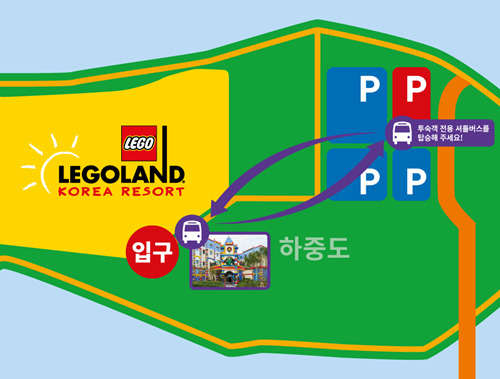 P
P
투숙객 전용 셔틀버스를
탑승해 주세요!
LEGO
LEGOLAND
KOREA RESORT
P
P
입구
하중도